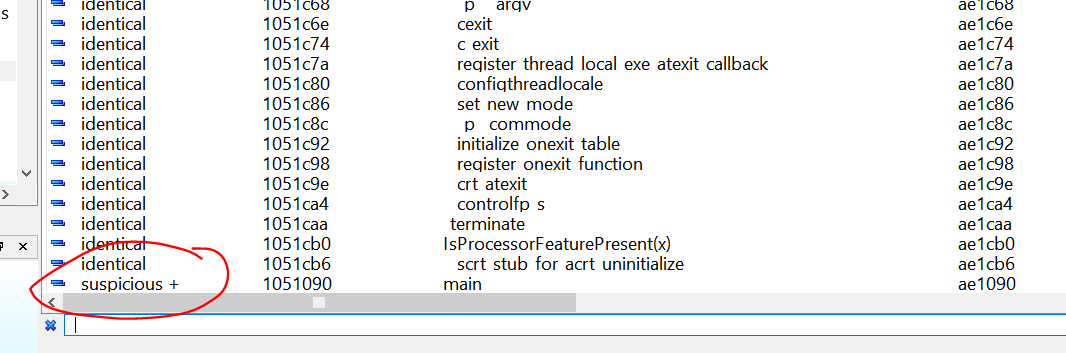 identical 1051c68 p argv ae1c68
s identical 1051c6e cexit ae1c6e
identical 1051c74 c exit ae1c74
identical 1051c7a register thread local exe atexit callback ae1c7a
identical 1051c80 configthreadlocale ae1c80
identical 1051c86 set new mode ae1c86
identical 1051c8c p commode ae1c8c
identical 1051c92 initialize onexit table ae1c92
identical 1051c98 register onexit function ae1c98
identical 1051c9e crt atexit ae1c9e
identical 1051ca4 controlfp s ae1ca4
identical 1051caa terminate ae1caa
identical 1051cb0 IsProcessorFeaturePresent(x) ae1cb0
identical 1051cb6 scrt stub for acrt uninitialize ae1cb6
suspicious + 1051090 main ae1090